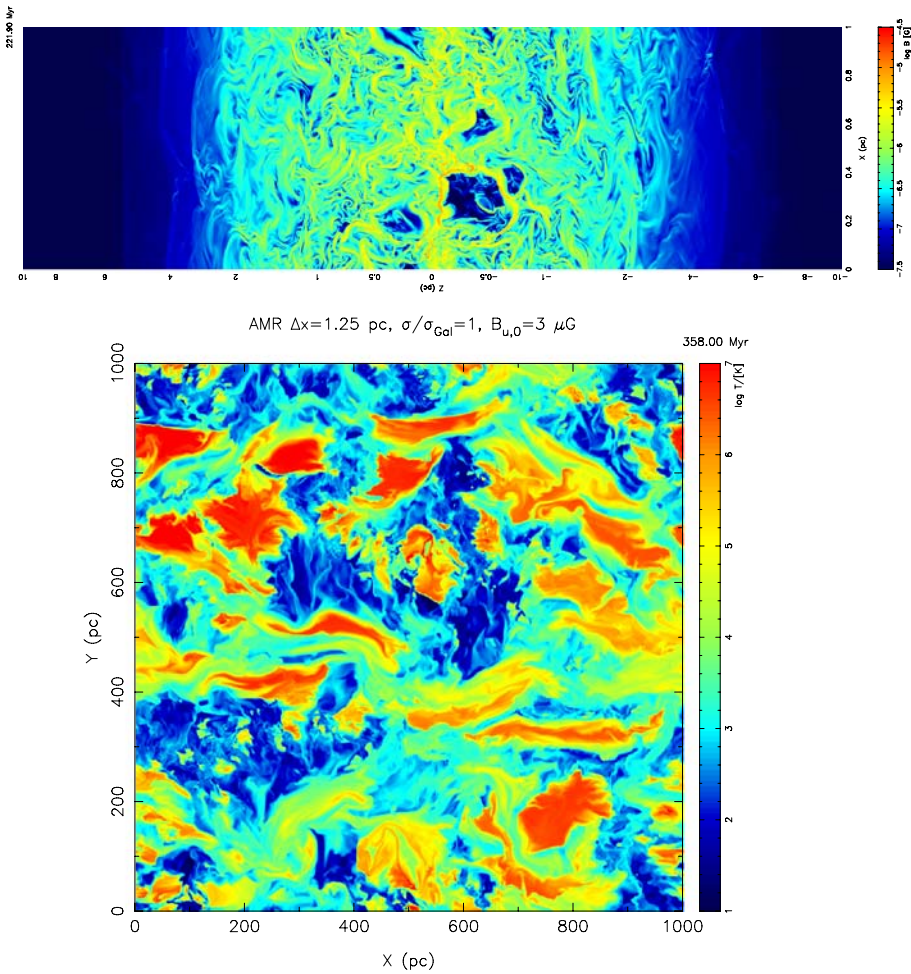 221.90 Myr
log B [G]
-4.5
-5
-5.5
-6
-6.5
-7
-7.5
1
0.8
0.6
0.4
0.2
0
X (pc)
10 8 6 4 2 1 0.5 0 -0.5 -1 -2 -4 -6 -8 -10
Z (pc)
AMR Δx=1.25 pc, σ/σGal=1, Bu,0=3 μG
358.00 Myr
log T/[K]
7
6
5
4
3
2
1
1000
800
600
400
200
0
Y (pc)
0 200 400 600 800 1000
X (pc)